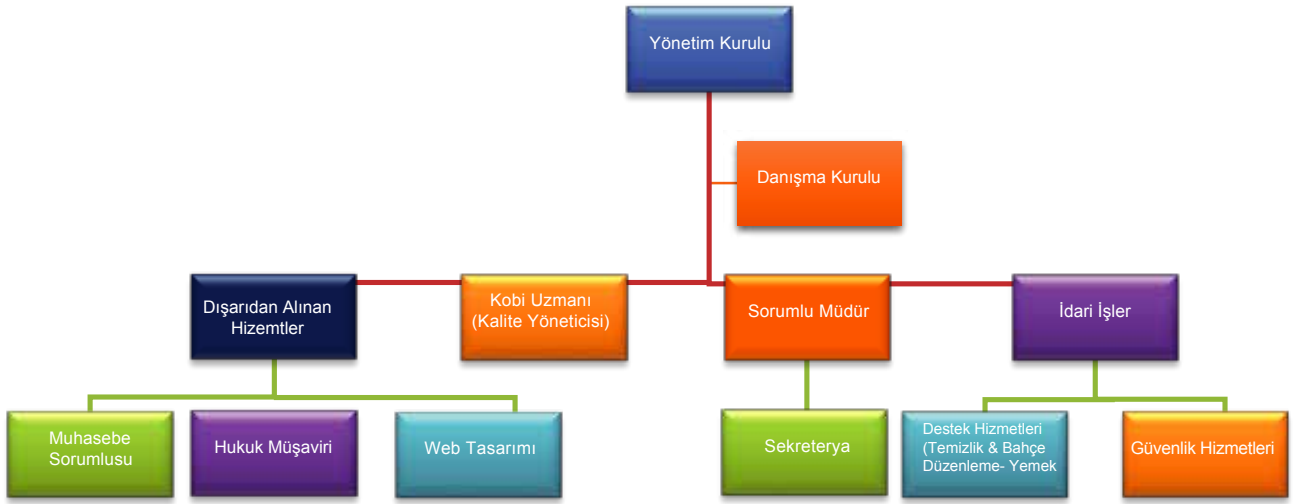 Yönetim Kurulu
Danışma Kurulu
Dışarıdan Alınan
Hizemtler
Kobi Uzmanı
(Kalite Yöneticisi)
Sorumlu Müdür
İdari İşler
Muhasebe
Sorumlusu
Hukuk Müşaviri
Web Tasarımı
Sekreterya
Destek Hizmetleri
(Temizlik & Bahçe
Düzenleme- Yemek
Güvenlik Hizmetleri